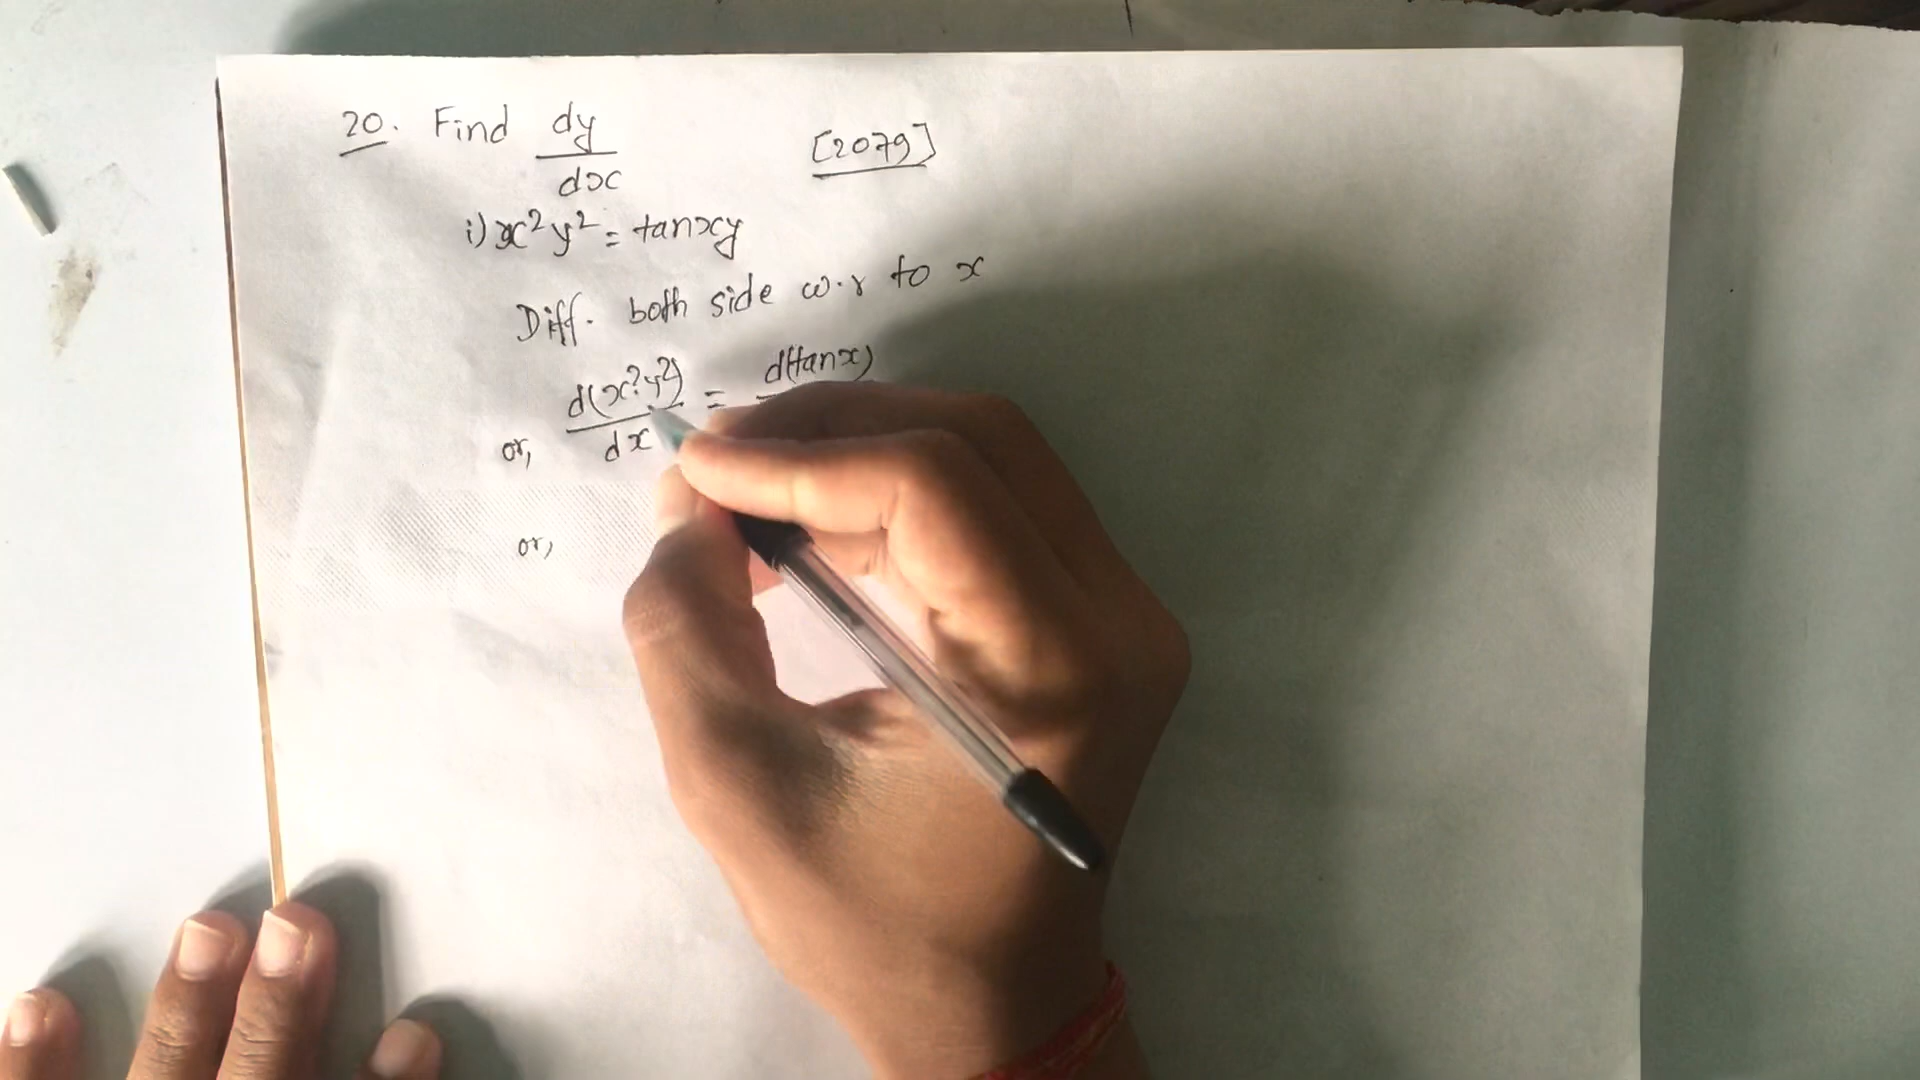 20. Find dy/dx [2079]
i) x²y² = tanxy
Diff. both side w.r to x
or, d(x²y²)/dx = d(tanx)
or,